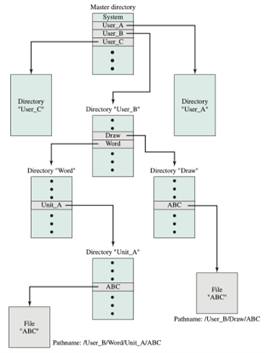 Master directory
System
User_A
User_B
User_C
Directory
"User_C"
Directory
"User_A"
Directory "User_B"
Draw
Word
Directory "Word"
Unit_A
Directory "Draw"
ABC
Directory "Unit_A"
ABC
File
"ABC"
Pathname: /User_B/Draw/ABC
File
"ABC"
Pathname: /User_B/Word/Unit_A/ABC